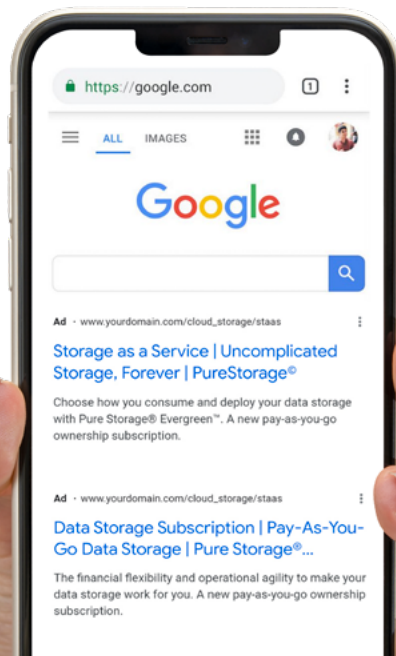 https://google.com 1
ALL IMAGES
Google
Ad · www.yourdomain.com/cloud_storage/staas
Storage as a Service | Uncomplicated
Storage, Forever | PureStorage©
Choose how you consume and deploy your data storage
with Pure Storage® Evergreen™. A new pay-as-you-go
ownership subscription.
Ad · www.yourdomain.com/cloud_storage/staas
Data Storage Subscription | Pay-As-You-
Go Data Storage | Pure Storage®...
The financial flexibility and operational agility to make your
data storage work for you. A new pay-as-you-go ownership
subscription.